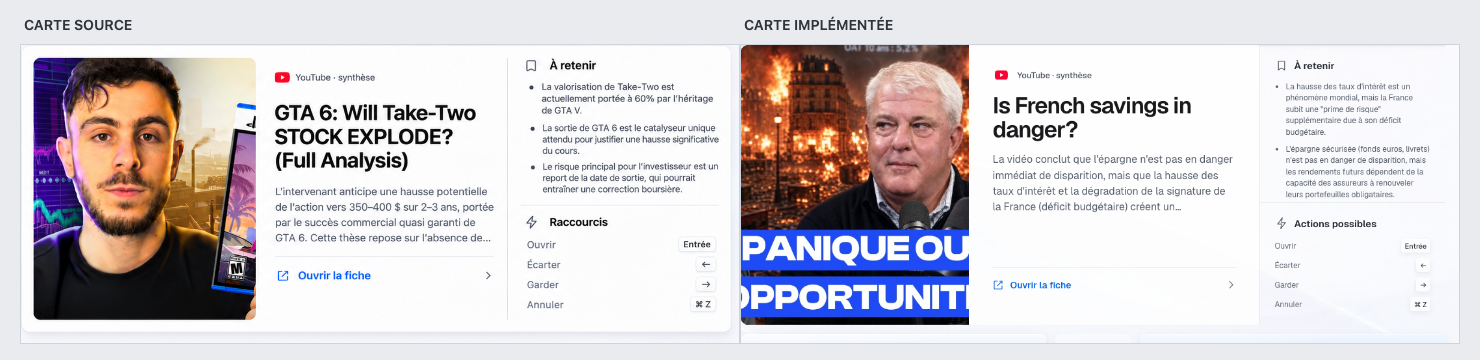 CARTE SOURCE
YouTube · synthèse
GTA 6: Will Take-Two
STOCK EXPLODE?
(Full Analysis)
L'intervenant anticipe une hausse potentielle
de l'action vers 350–400 $ sur 2–3 ans, portée
par le succès commercial quasi garanti de
GTA 6. Cette thèse repose sur l'absence de...
Ouvrir la fiche
À retenir
• La valorisation de Take-Two est
actuellement portée à 60% par l'héritage
de GTA V.
• La sortie de GTA 6 est le catalyseur unique
attendu pour justifier une hausse significative
du cours.
• Le risque principal pour l'investisseur est un
report de la date de sortie, qui pourrait
entraîner une correction boursière.
Raccourcis
Ouvrir Entrée
Écarter ←
Garder →
Annuler ⌘ Z
M
CARTE IMPLÉMENTÉE
OAT 10 ans : 5,2%
PANIQUE OU
OPPORTUNIT
YouTube · synthèse
Is French savings in
danger?
La vidéo conclut que l'épargne n'est pas en danger
immédiat de disparition, mais que la hausse des
taux d'intérêt et la dégradation de la signature de
la France (déficit budgétaire) créent un...
Ouvrir la fiche
À retenir
• La hausse des taux d'intérêt est un
phénomène mondial, mais la France
subit une "prime de risque"
supplémentaire due à son déficit
budgétaire.
• L'épargne sécurisée (fonds euros, livrets)
n'est pas en danger de disparition, mais
les rendements futurs dépendent de la
capacité des assureurs à renouveler
leurs portefeuilles obligataires.
Actions possibles
Ouvrir Entrée
Écarter ←
Garder →
Annuler ⌘ Z